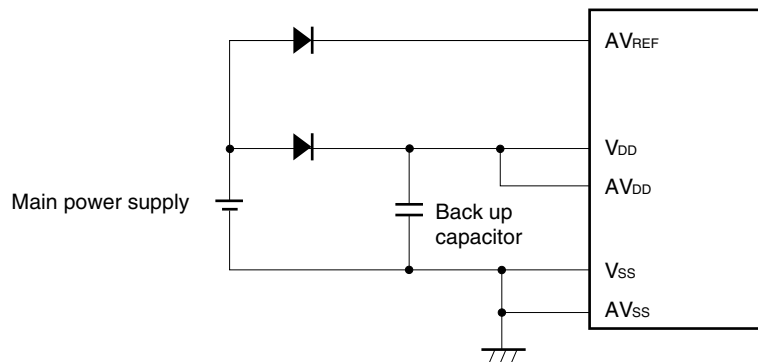 AVREF
VDD
AVDD
Main power supply
Back up
capacitor
VSS
AVSS